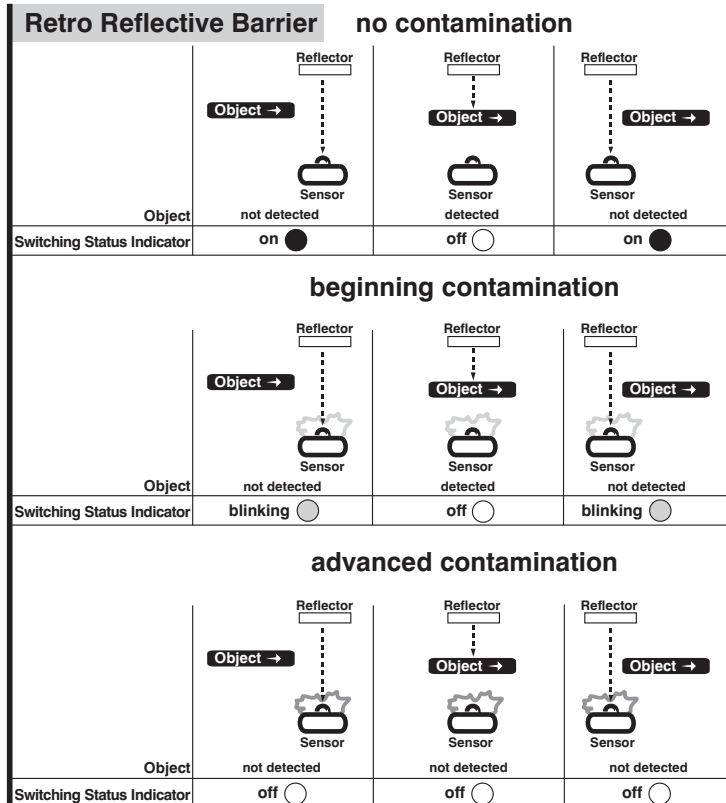 Retro Reflective Barrier no contamination
Reflector Reflector Reflector
Object → Object → Object →
Sensor Sensor Sensor
Object not detected detected not detected
Switching Status Indicator on off on
beginning contamination
Reflector Reflector Reflector
Object → Object → Object →
Sensor Sensor Sensor
Object not detected detected not detected
Switching Status Indicator blinking off blinking
advanced contamination
Reflector Reflector Reflector
Object → Object → Object →
Sensor Sensor Sensor
Object not detected not detected not detected
Switching Status Indicator off off off